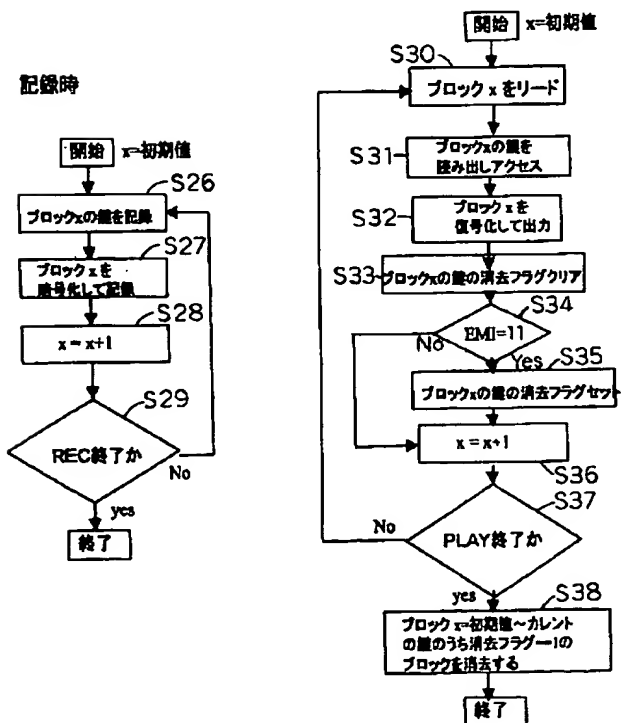 記録時
開始 x=初期値
S26
ブロックxの鍵を記録
S27
ブロックxを
暗号化して記録
S28
x = x+1
S29
REC終了か
No
yes
終了
開始 x=初期値
S30
ブロックxをリード
S31
ブロックxの鍵を
読み出しアクセス
S32
ブロックxを
復号化して出力
S33
ブロックxの鍵の消去フラグクリア
S34
EMI=11
No
Yes
S35
ブロックxの鍵の消去フラグセット
x = x+1
S36
S37
PLAY終了か
No
yes
S38
ブロックx=初期値~カレント
の鍵のうち消去フラグー1の
ブロックを消去する
終了